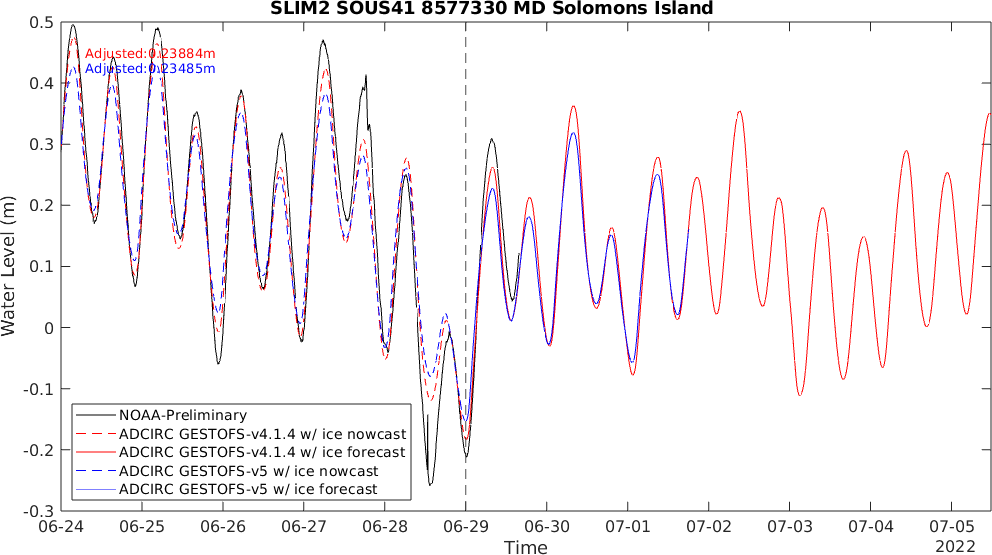 SLIM2 SOUS41 8577330 MD Solomons Island
0.5
0.4
0.3
0.2
0.1
0
-0.1
-0.2
-0.3
Water Level (m)
Adjusted:0.23884m
Adjusted:0.23485m
NOAA-Preliminary
ADCIRC GESTOFS-v4.1.4 w/ ice nowcast
ADCIRC GESTOFS-v4.1.4 w/ ice forecast
ADCIRC GESTOFS-v5 w/ ice nowcast
ADCIRC GESTOFS-v5 w/ ice forecast
06-24 06-25 06-26 06-27 06-28 06-29 06-30 07-01 07-02 07-03 07-04 07-05
Time
2022